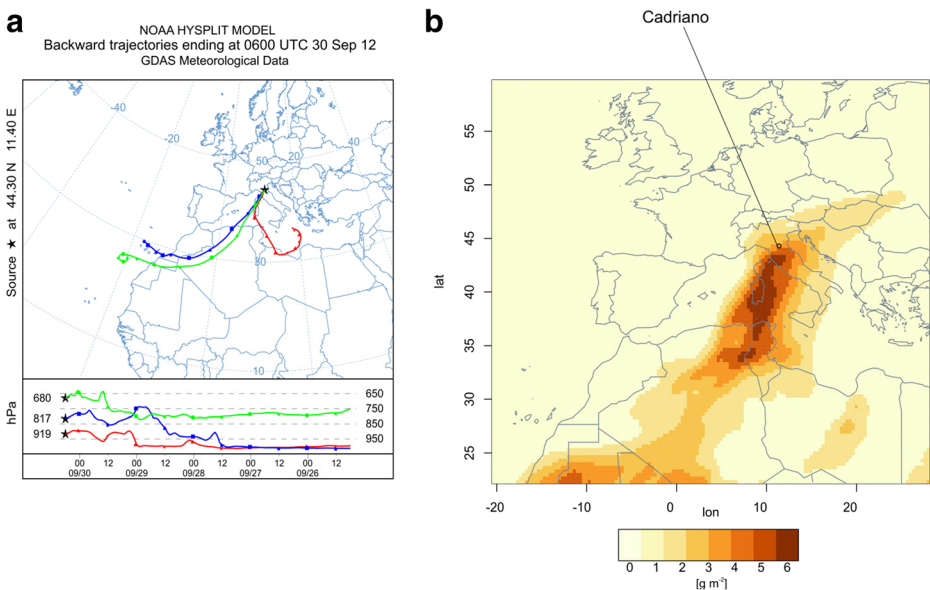 a
NOAA HYSPLIT MODEL
Backward trajectories ending at 0600 UTC 30 Sep 12
GDAS Meteorological Data
Source ★ at 44.30 N 11.40 E
-40
-20
40
50
20
30
10
hPa
680
817
919
650
750
850
950
00 12 00 12 00 12 00 12 00 12
09/30 09/29 09/28 09/27 09/26
b
Cadriano
lat
55
50
45
40
35
30
25
-20 -10 0 10 20
lon
0 1 2 3 4 5 6
[g m⁻²]